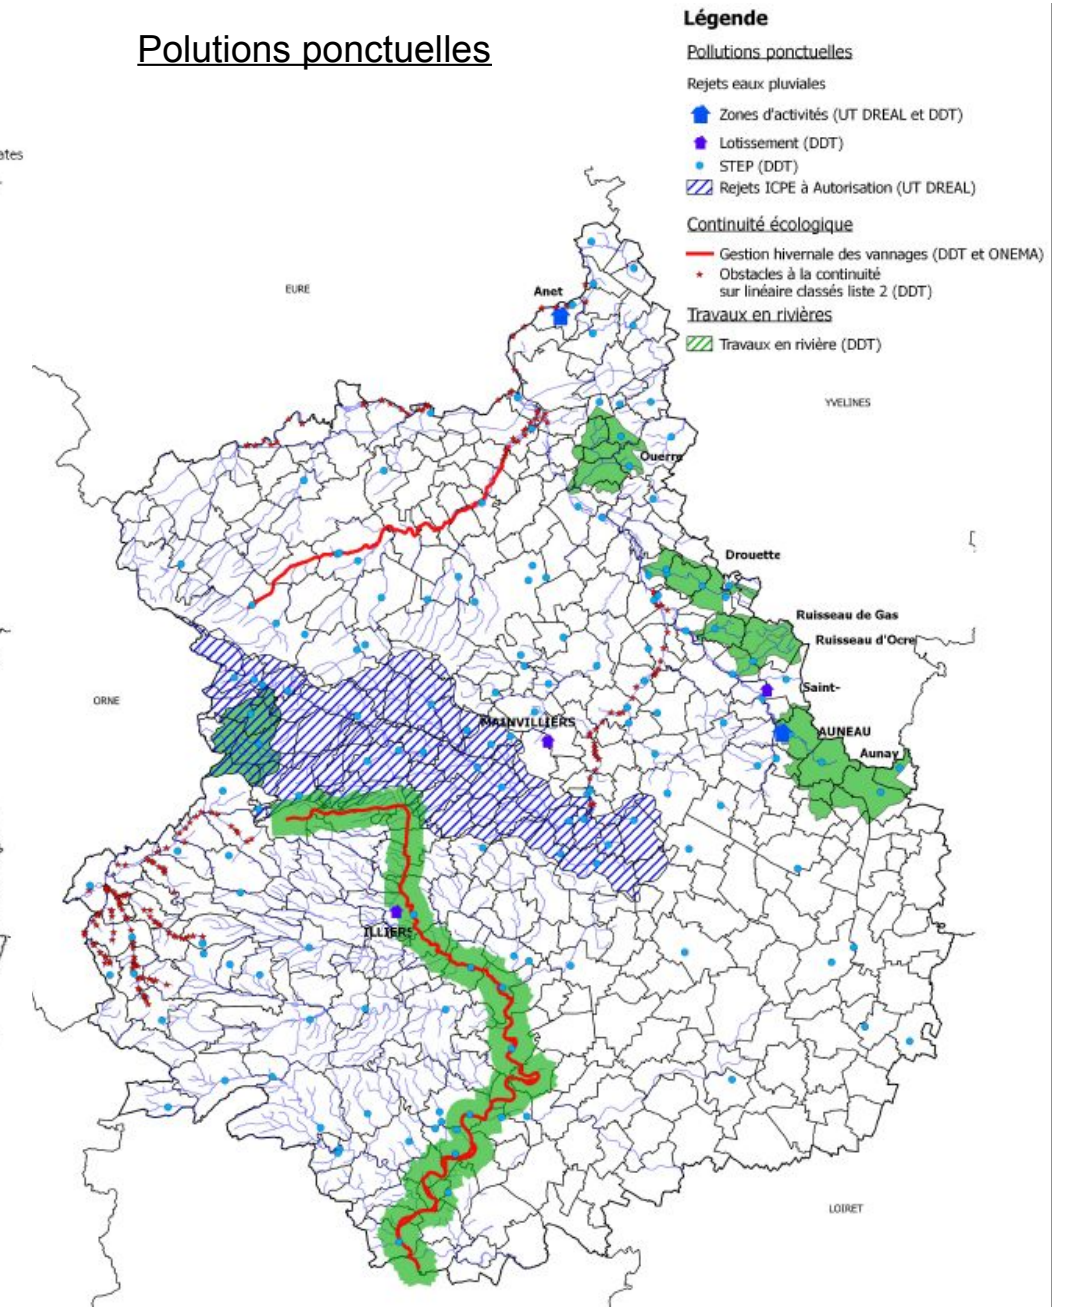 Polutions ponctuelles
Légende
Pollutions ponctuelles
Rejets eaux pluviales
Zones d'activités (UT DREAL et DDT)
Lotissement (DDT)
STEP (DDT)
Rejets ICPE à Autorisation (UT DREAL)
Continuité écologique
Gestion hivernale des vannages (DDT et ONEMA)
Obstacles à la continuité
sur linéaire classés liste 2 (DDT)
Travaux en rivières
Travaux en rivière (DDT)
ates
EURE
Anet
YVELINES
Ouerre
Drouette
Ruisseau de Gas
Ruisseau d'Ocre
ORNE
Saint-
MAINVILLIERS
AUNEAU
Aunay
ILLIERS
LOIRET